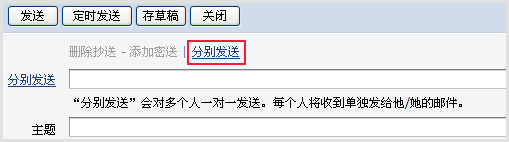 发送 定时发送 存草稿 关闭
删除抄送 - 添加密送 | 分别发送
分别发送
“分别发送”会对多个人一对一发送。每个人将收到单独发给他/她的邮件。
主题